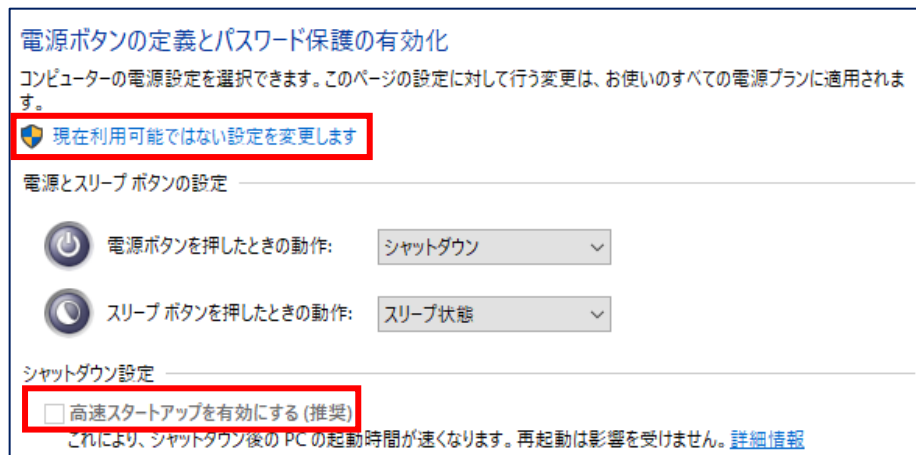 電源ボタンの定義とパスワード保護の有効化
コンピューターの電源設定を選択できます。このページの設定に対して行う変更は、お使いのすべての電源プランに適用されま
す。
現在利用可能ではない設定を変更します
電源とスリープ ボタンの設定
電源ボタンを押したときの動作: シャットダウン
スリープ ボタンを押したときの動作: スリープ状態
シャットダウン設定
高速スタートアップを有効にする (推奨)
これにより、シャットダウン後の PC の起動時間が速くなります。再起動は影響を受けません。詳細情報